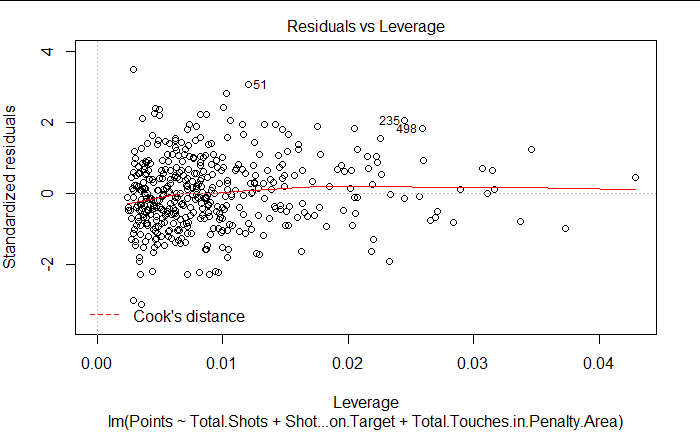 Residuals vs Leverage
Standardized residuals
4
2
0
-2
51
235
498
Cook's distance
0.00 0.01 0.02 0.03 0.04
Leverage
lm(Points ~ Total.Shots + Shot...on.Target + Total.Touches.in.Penalty.Area)